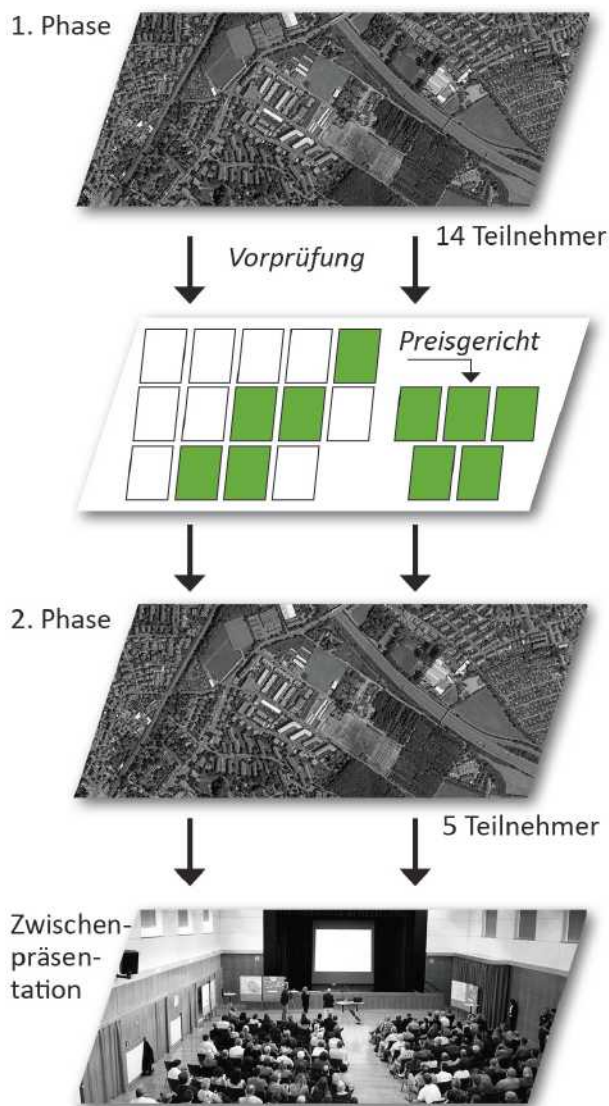 1. Phase
14 Teilnehmer
Vorprüfung
Preisgericht
2. Phase
5 Teilnehmer
Zwischen-
präsen-
tation